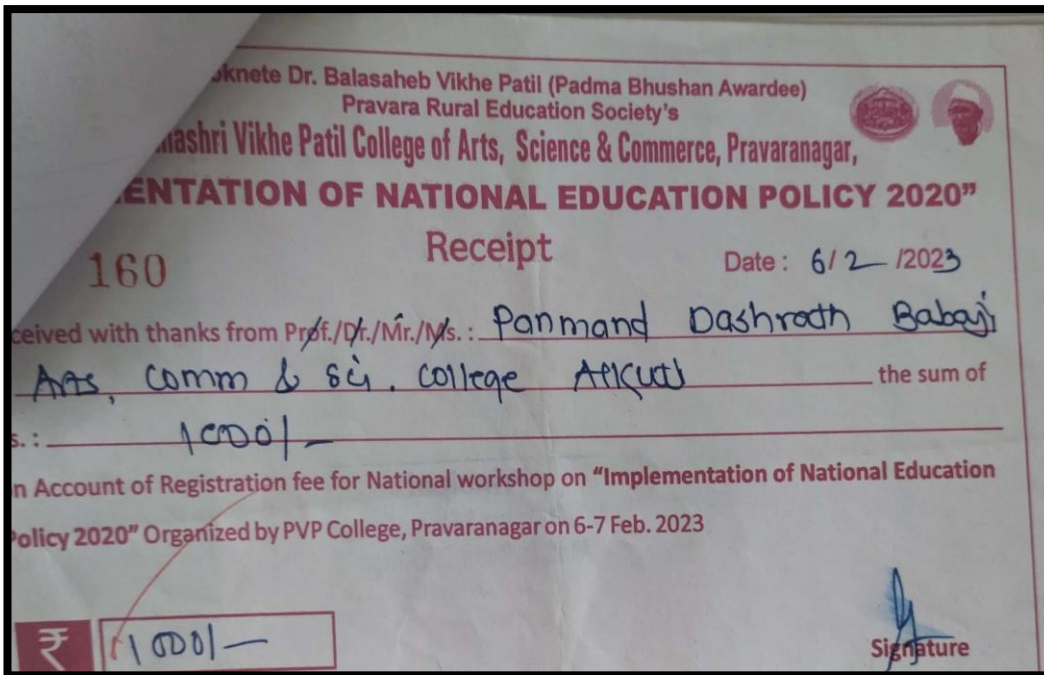 oknete Dr. Balasaheb Vikhe Patil (Padma Bhushan Awardee)
Pravara Rural Education Society's
mashri Vikhe Patil College of Arts, Science & Commerce, Pravaranagar,
ENTATION OF NATIONAL EDUCATION POLICY 2020”
Receipt
160
Date : 6/2/2023
ceived with thanks from Prof./Dr./Mr./Ms. : Panmand Dashrath Babaji
Arts, Comm & Sci. College Alkuti the sum of
s. : 1000/-
n Account of Registration fee for National workshop on “Implementation of National Education
Policy 2020” Organized by PVP College, Pravaranagar on 6-7 Feb. 2023
₹ 1000/-
Signature